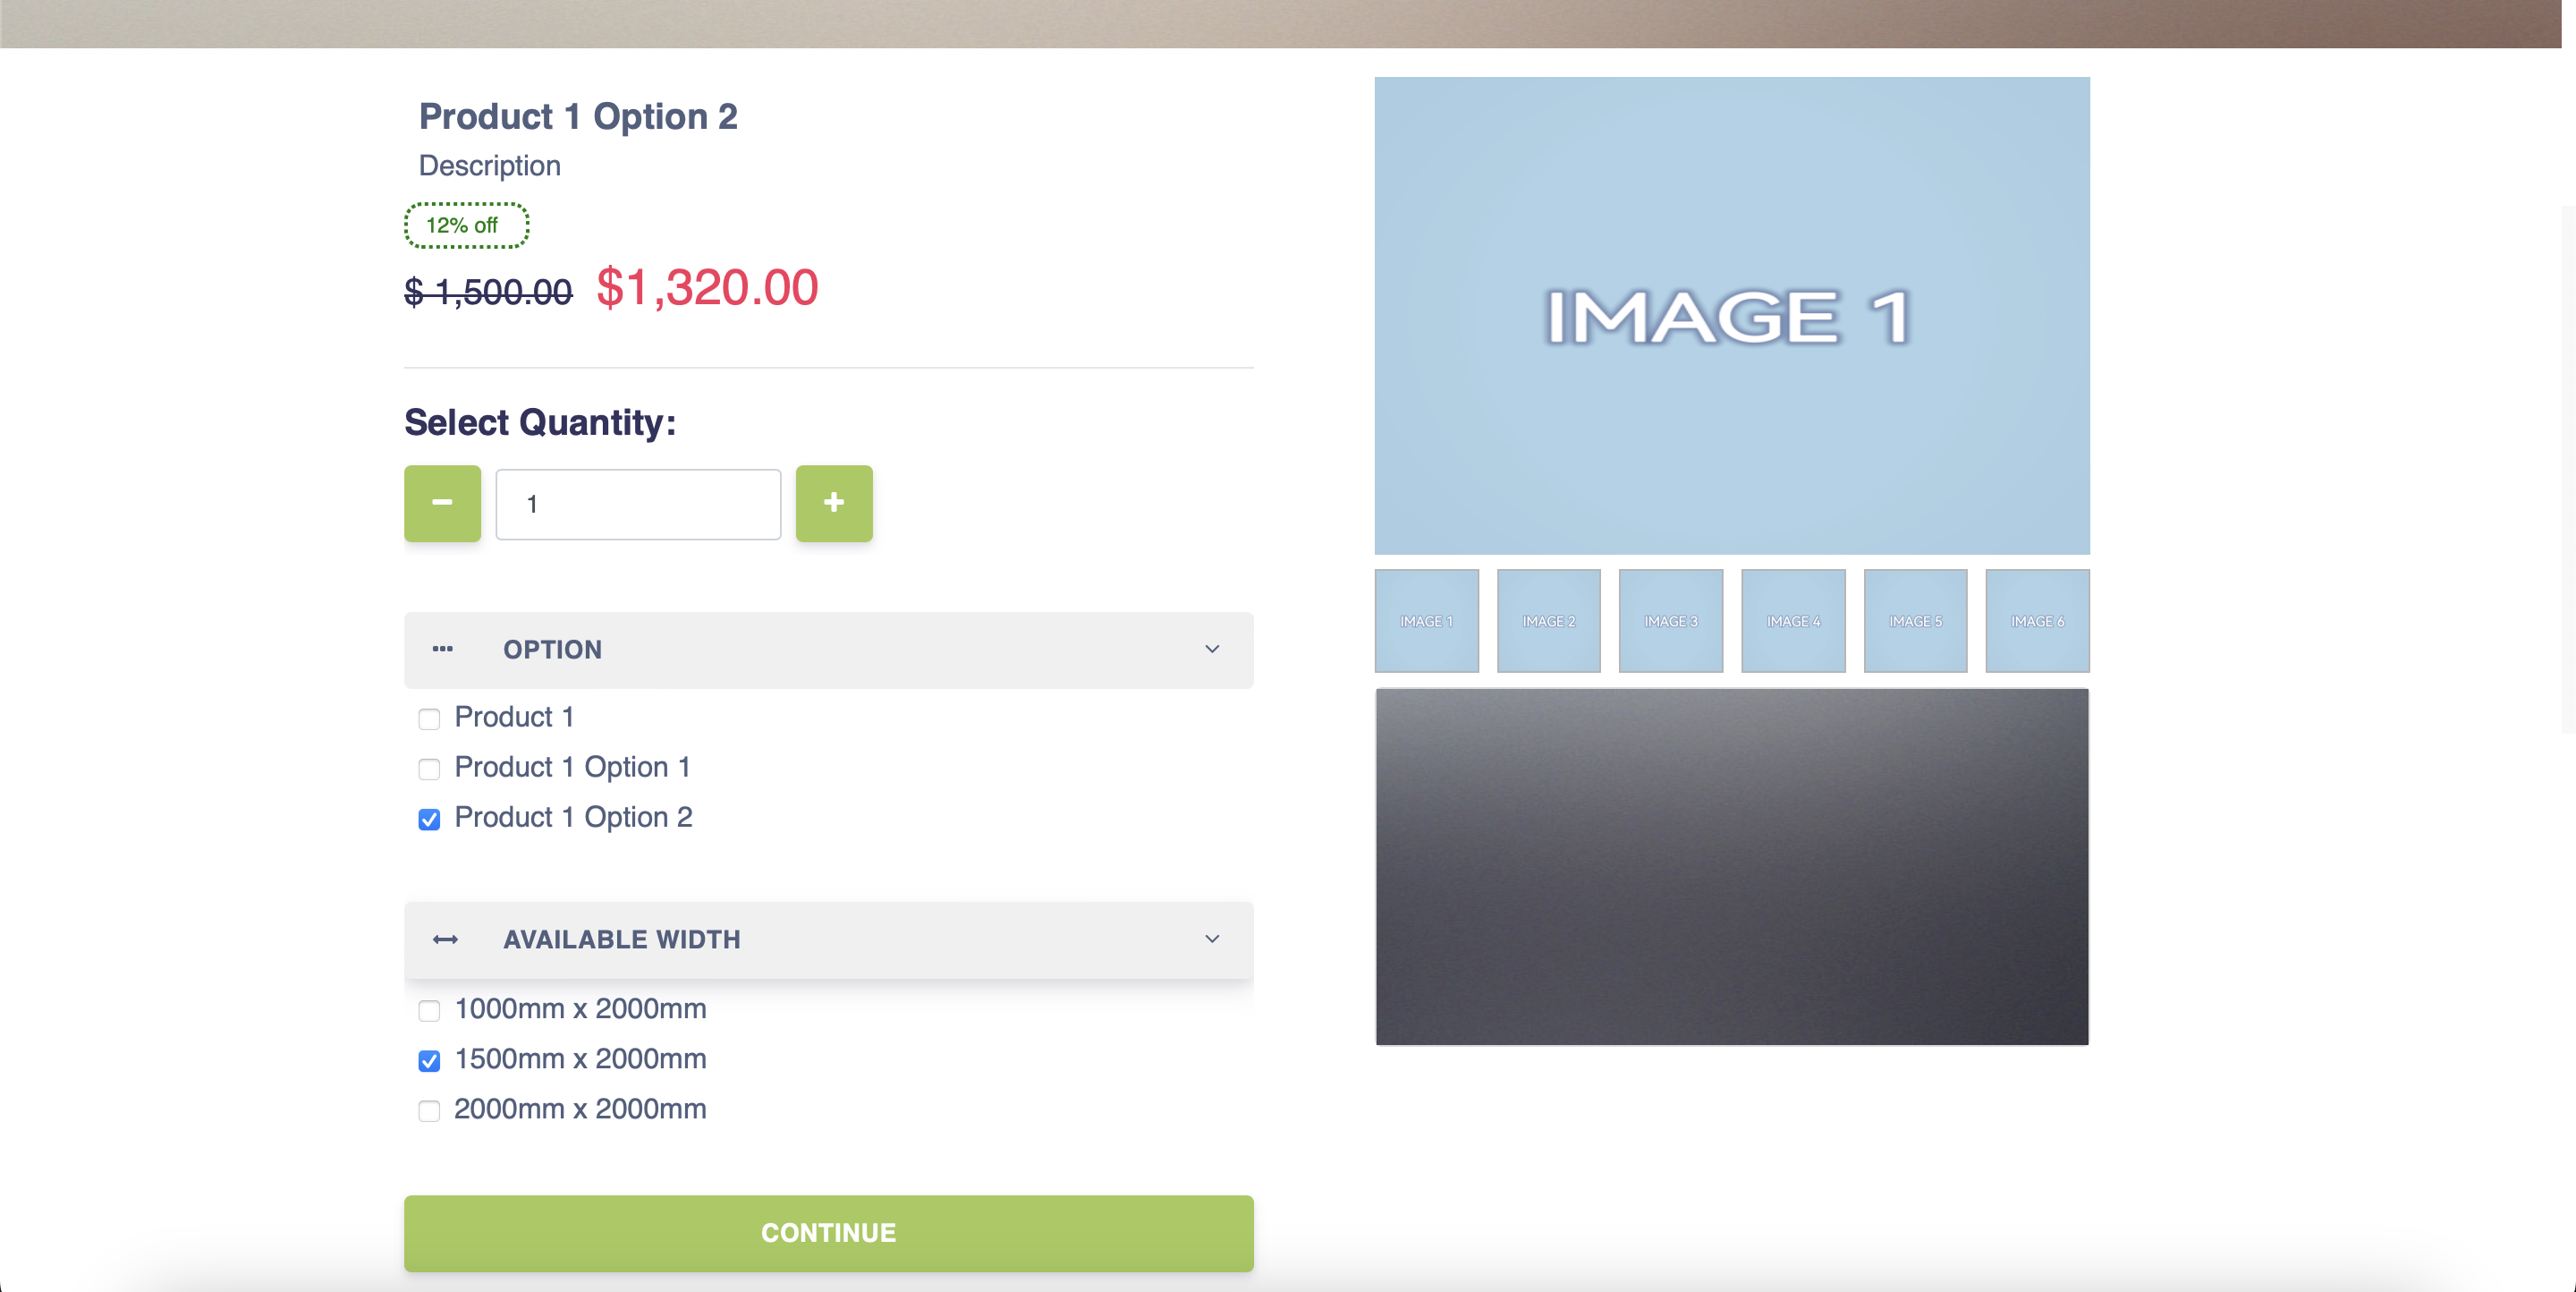 Product 1 Option 2
Description
12% off
$ 1,500.00 $1,320.00
Select Quantity:
1
OPTION
Product 1
Product 1 Option 1
Product 1 Option 2
AVAILABLE WIDTH
1000mm x 2000mm
1500mm x 2000mm
2000mm x 2000mm
CONTINUE
IMAGE 1
IMAGE 1 IMAGE 2 IMAGE 3 IMAGE 4 IMAGE 5 IMAGE 6